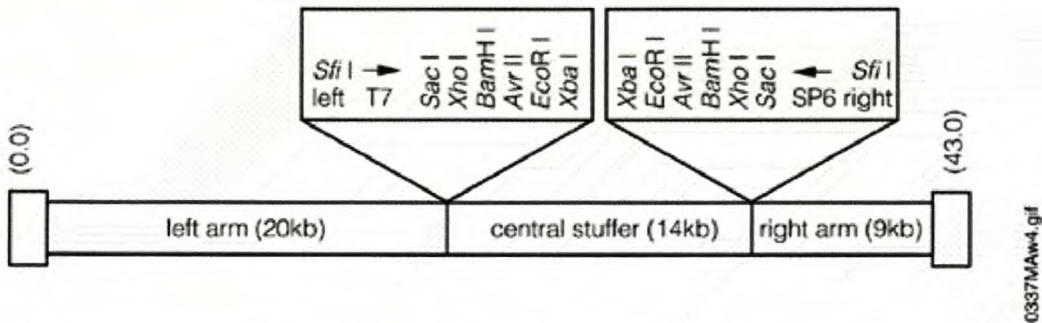 Sfi I → Sac I Xho I BamH I Avr II EcoR I Xba I
left T7
Xba I EcoR I Avr II BamH I Xho I Sac I ← Sfi I
SP6 right
(0.0)
(43.0)
left arm (20kb)
central stuffer (14kb)
right arm (9kb)
0337MAw4.gif